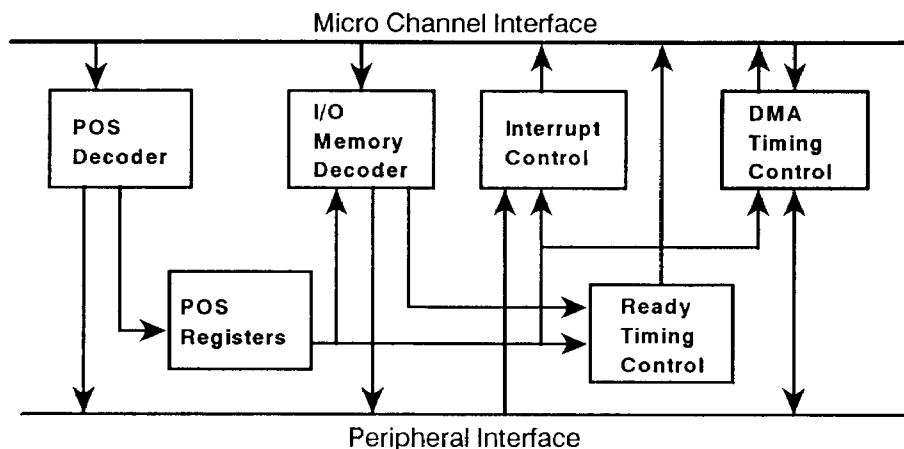 Micro Channel Interface
POS
Decoder
I/O
Memory
Decoder
Interrupt
Control
DMA
Timing
Control
POS
Registers
Ready
Timing
Control
Peripheral Interface